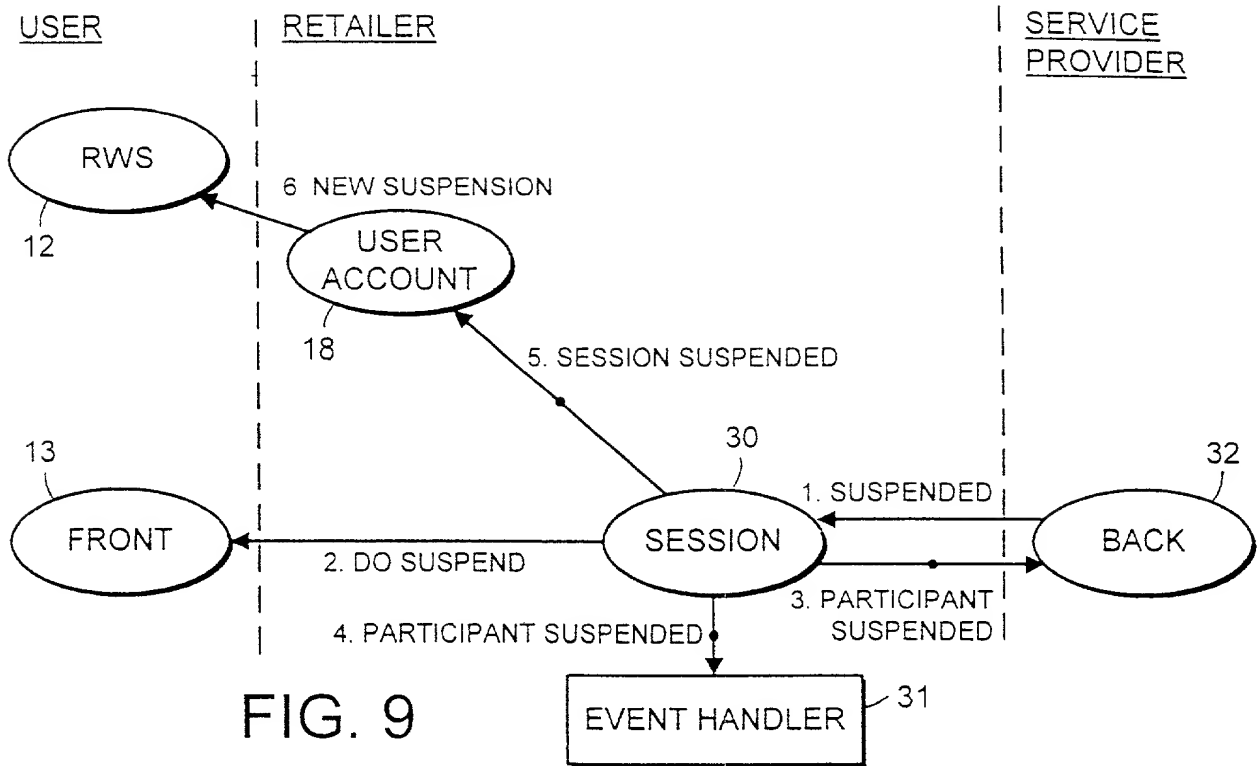 USER
RETAILER
SERVICE
PROVIDER
RWS
12
6 NEW SUSPENSION
USER
ACCOUNT
18
5. SESSION SUSPENDED
13
FRONT
2. DO SUSPEND
30
SESSION
1. SUSPENDED
32
BACK
3. PARTICIPANT
SUSPENDED
4. PARTICIPANT SUSPENDED
EVENT HANDLER
31
FIG. 9